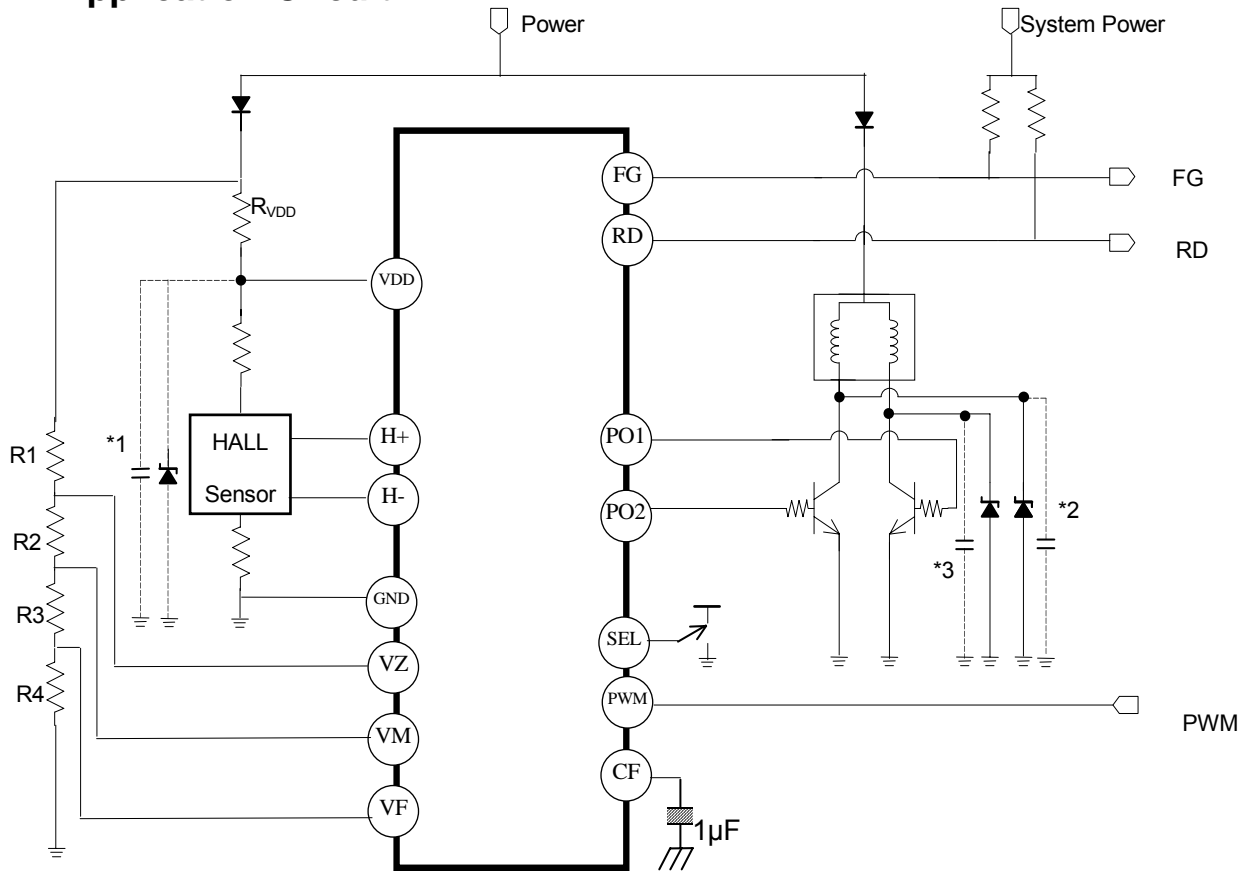 Power
System Power
FG
FG
RVDD
RD
RD
VDD
R1
*1
HALL
Sensor
H+
H-
PO1
PO2
R2
*2
*3
R3
GND
SEL
R4
VZ
PWM
PWM
VM
CF
VF
1µF